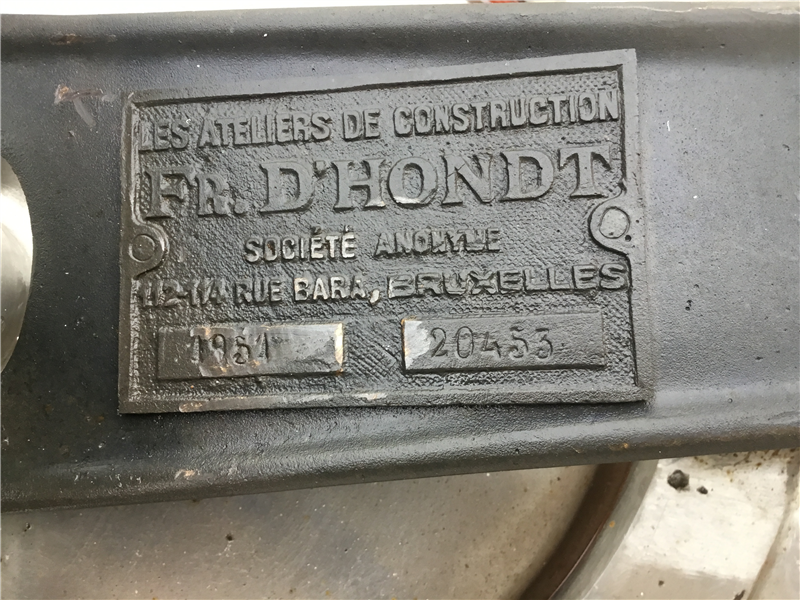 LES ATELIERS DE CONSTRUCTION
FR. D'HONDT
SOCIÉTÉ ANONYME
112-114 RUE BARA, BRUXELLES
1951 20453